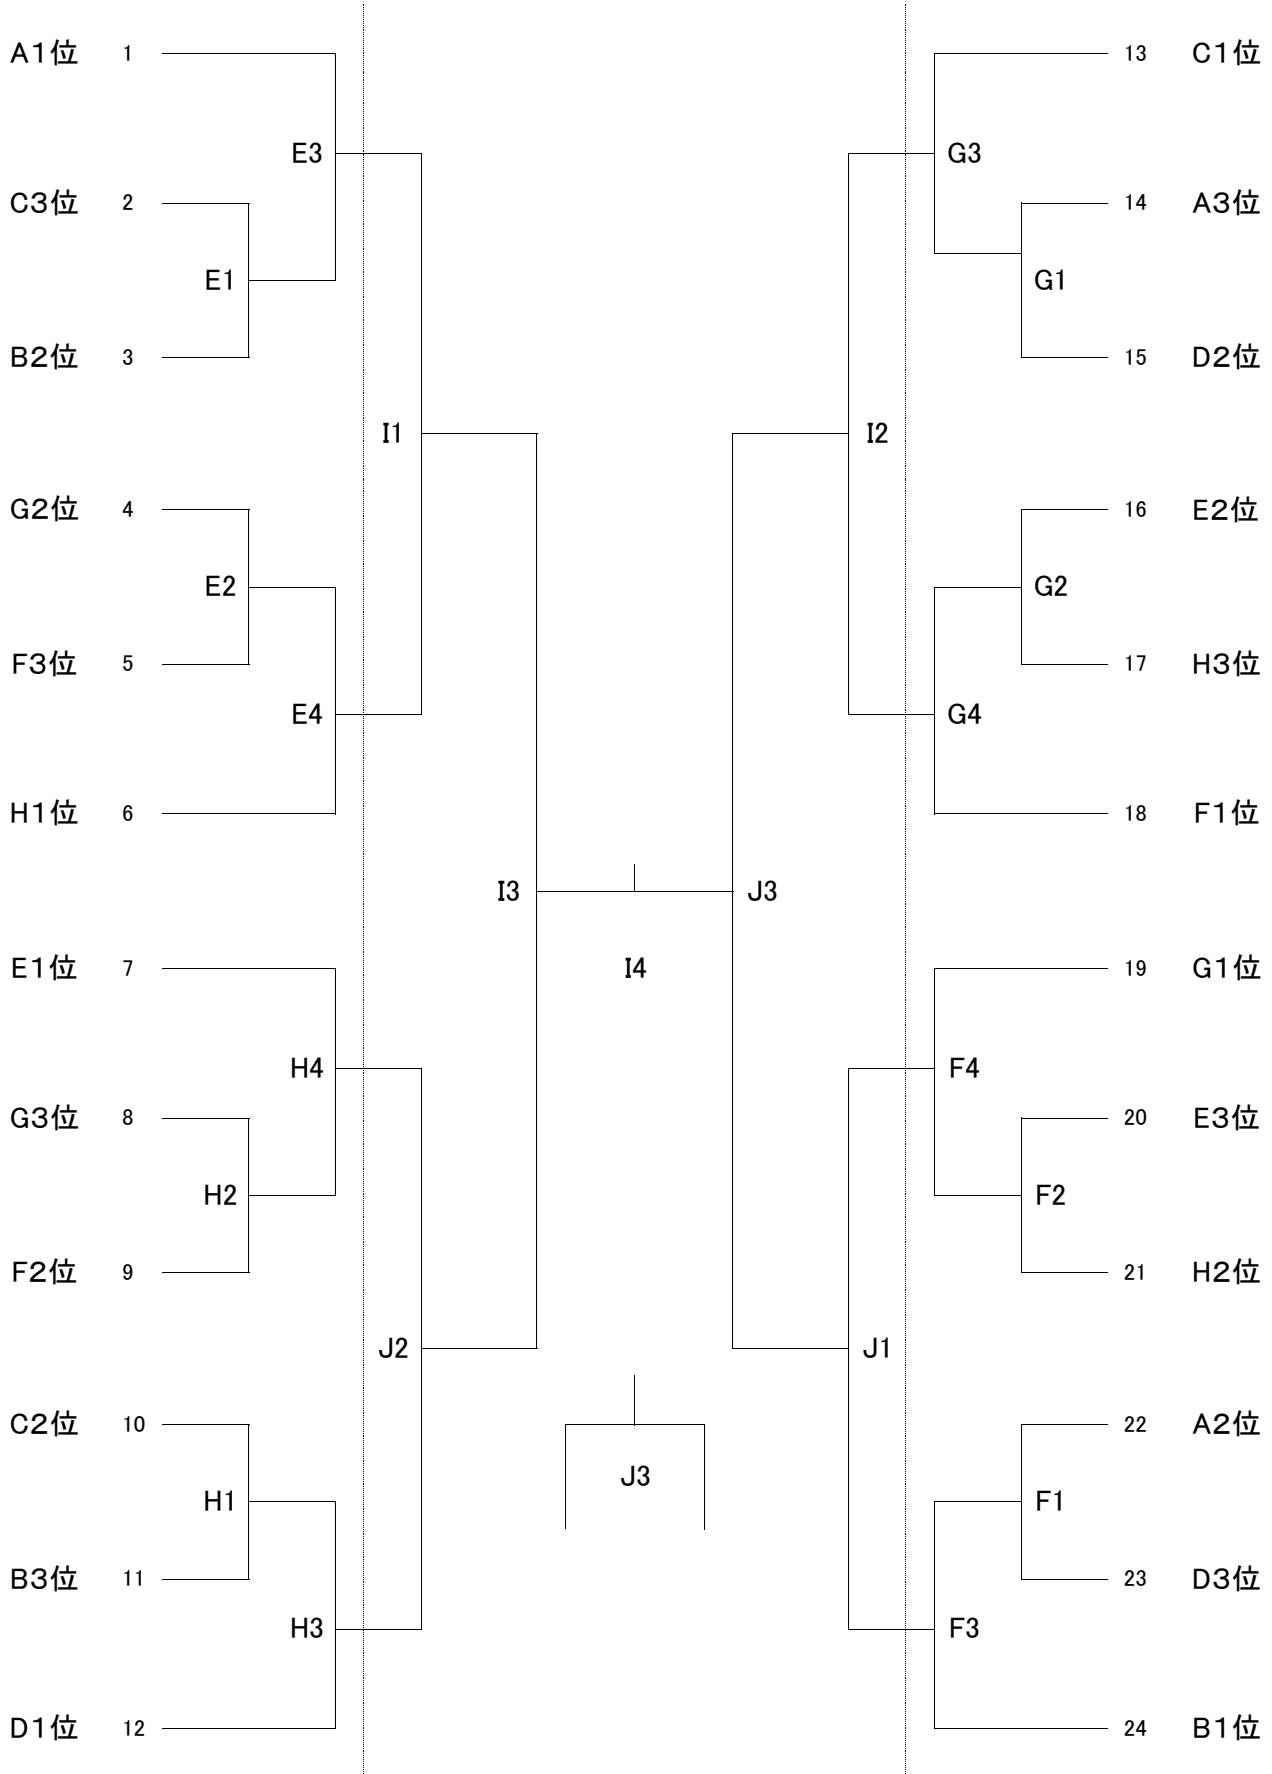 A1位 1 13 C1位
E3 G3
C3位 2 14 A3位
E1 G1
B2位 3 15 D2位
I1 I2
G2位 4 16 E2位
E2 G2
F3位 5 17 H3位
E4 G4
H1位 6 18 F1位
I3 J3
E1位 7 I4 19 G1位
H4 F4
G3位 8 20 E3位
H2 F2
F2位 9 21 H2位
J2 J1
C2位 10 22 A2位
J3
H1 F1
B3位 11 23 D3位
H3 F3
D1位 12 24 B1位